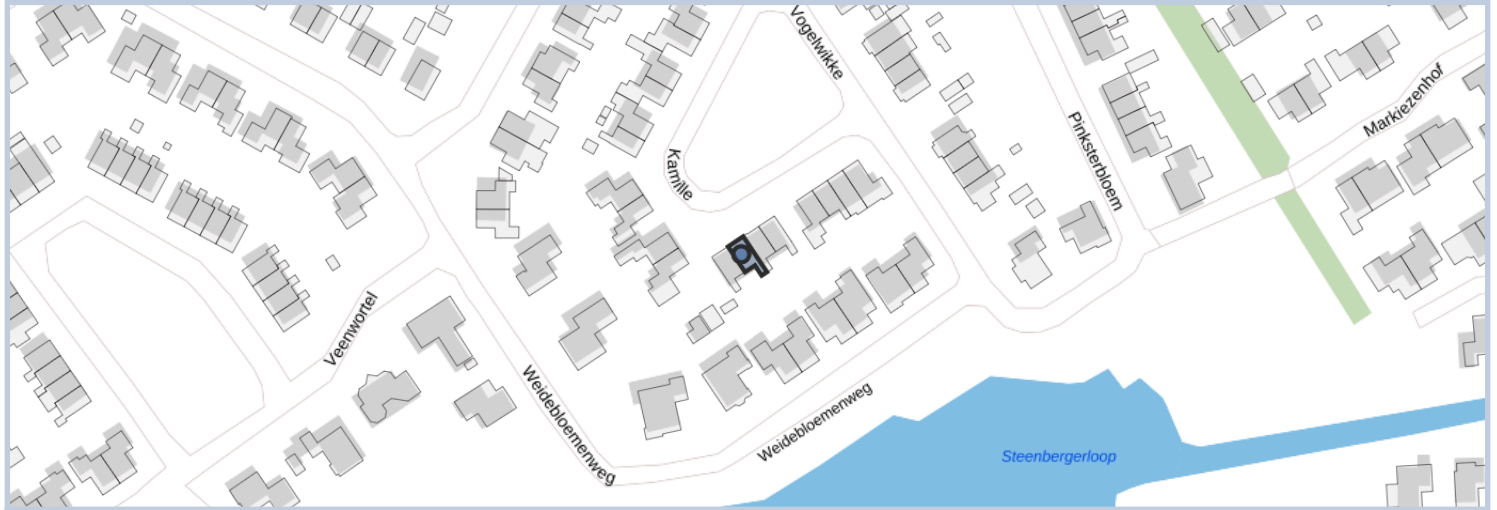 Vogelwikke
Markiezenhof
Pinksterbloem
Kamille
Veenwortel
Weidebloemenweg
Weidebloemenweg
Steenbergerloop